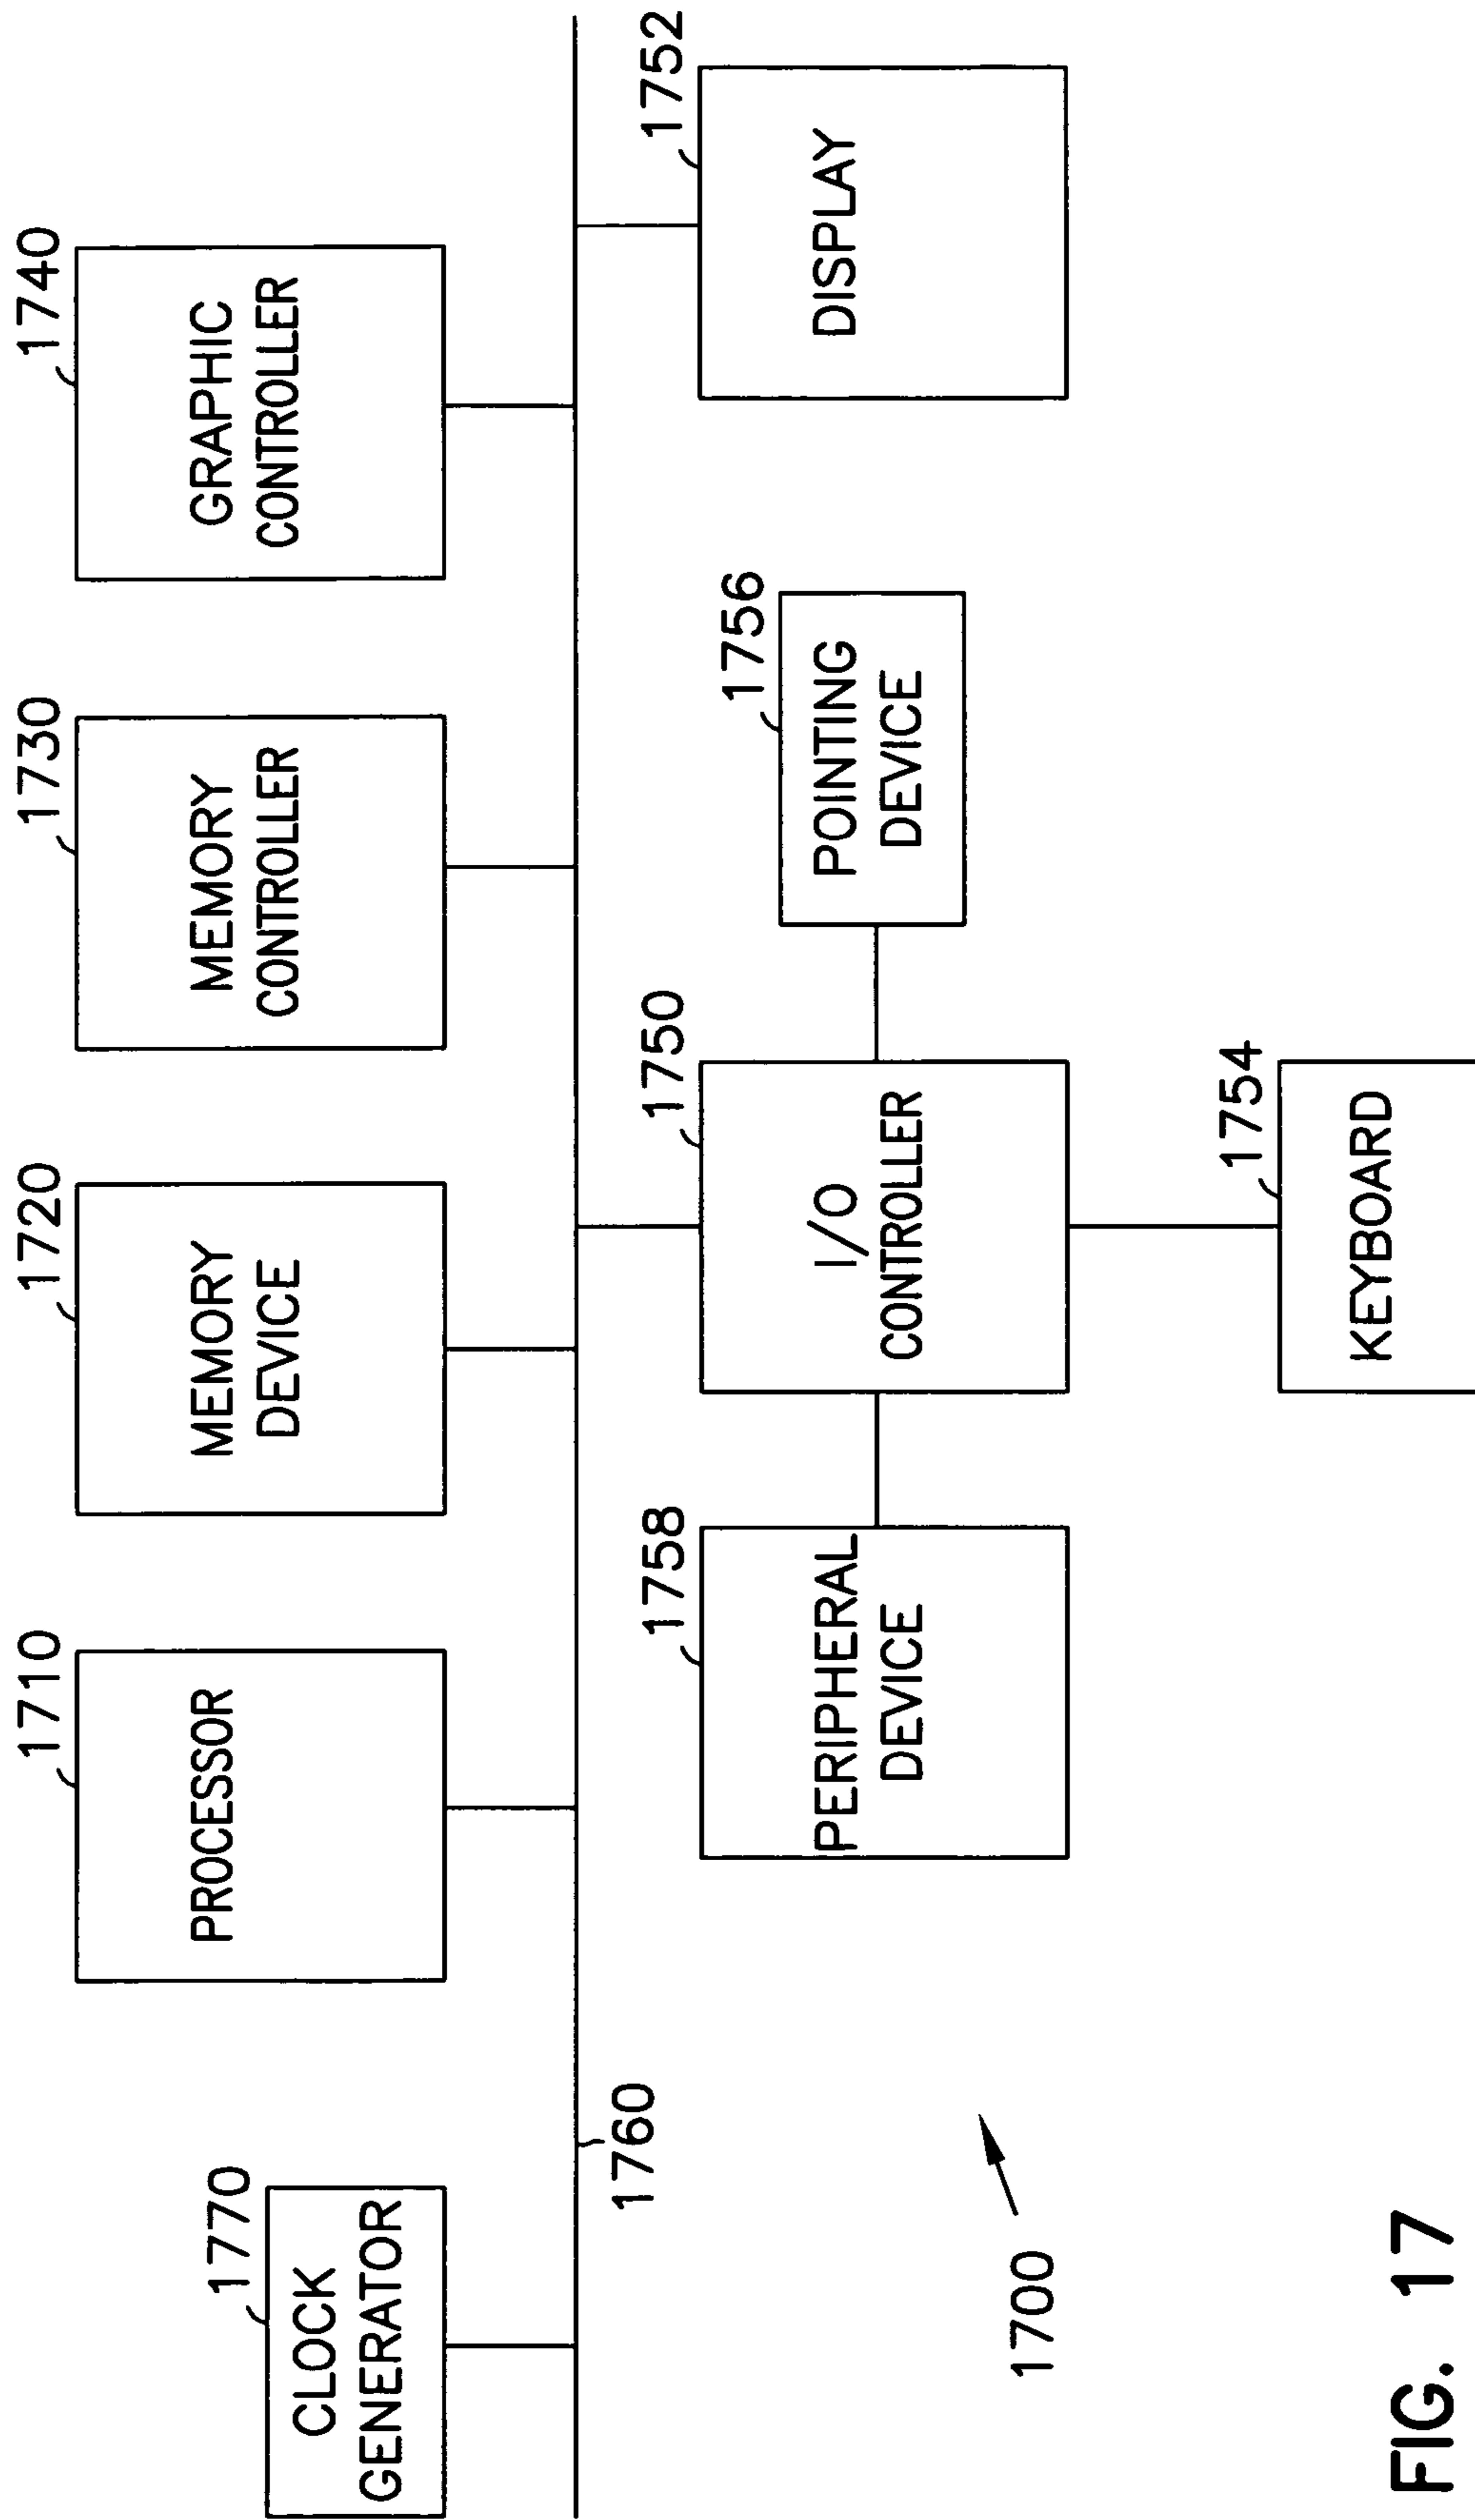 1770
CLOCK
GENERATOR
1710
PROCESSOR
1720
MEMORY
DEVICE
1730
MEMORY
CONTROLLER
1740
GRAPHIC
CONTROLLER
1760
1758
PERIPHERAL
DEVICE
1750
I/O
CONTROLLER
1756
POINTING
DEVICE
1752
DISPLAY
1700
1754
KEYBOARD
FIG. 17